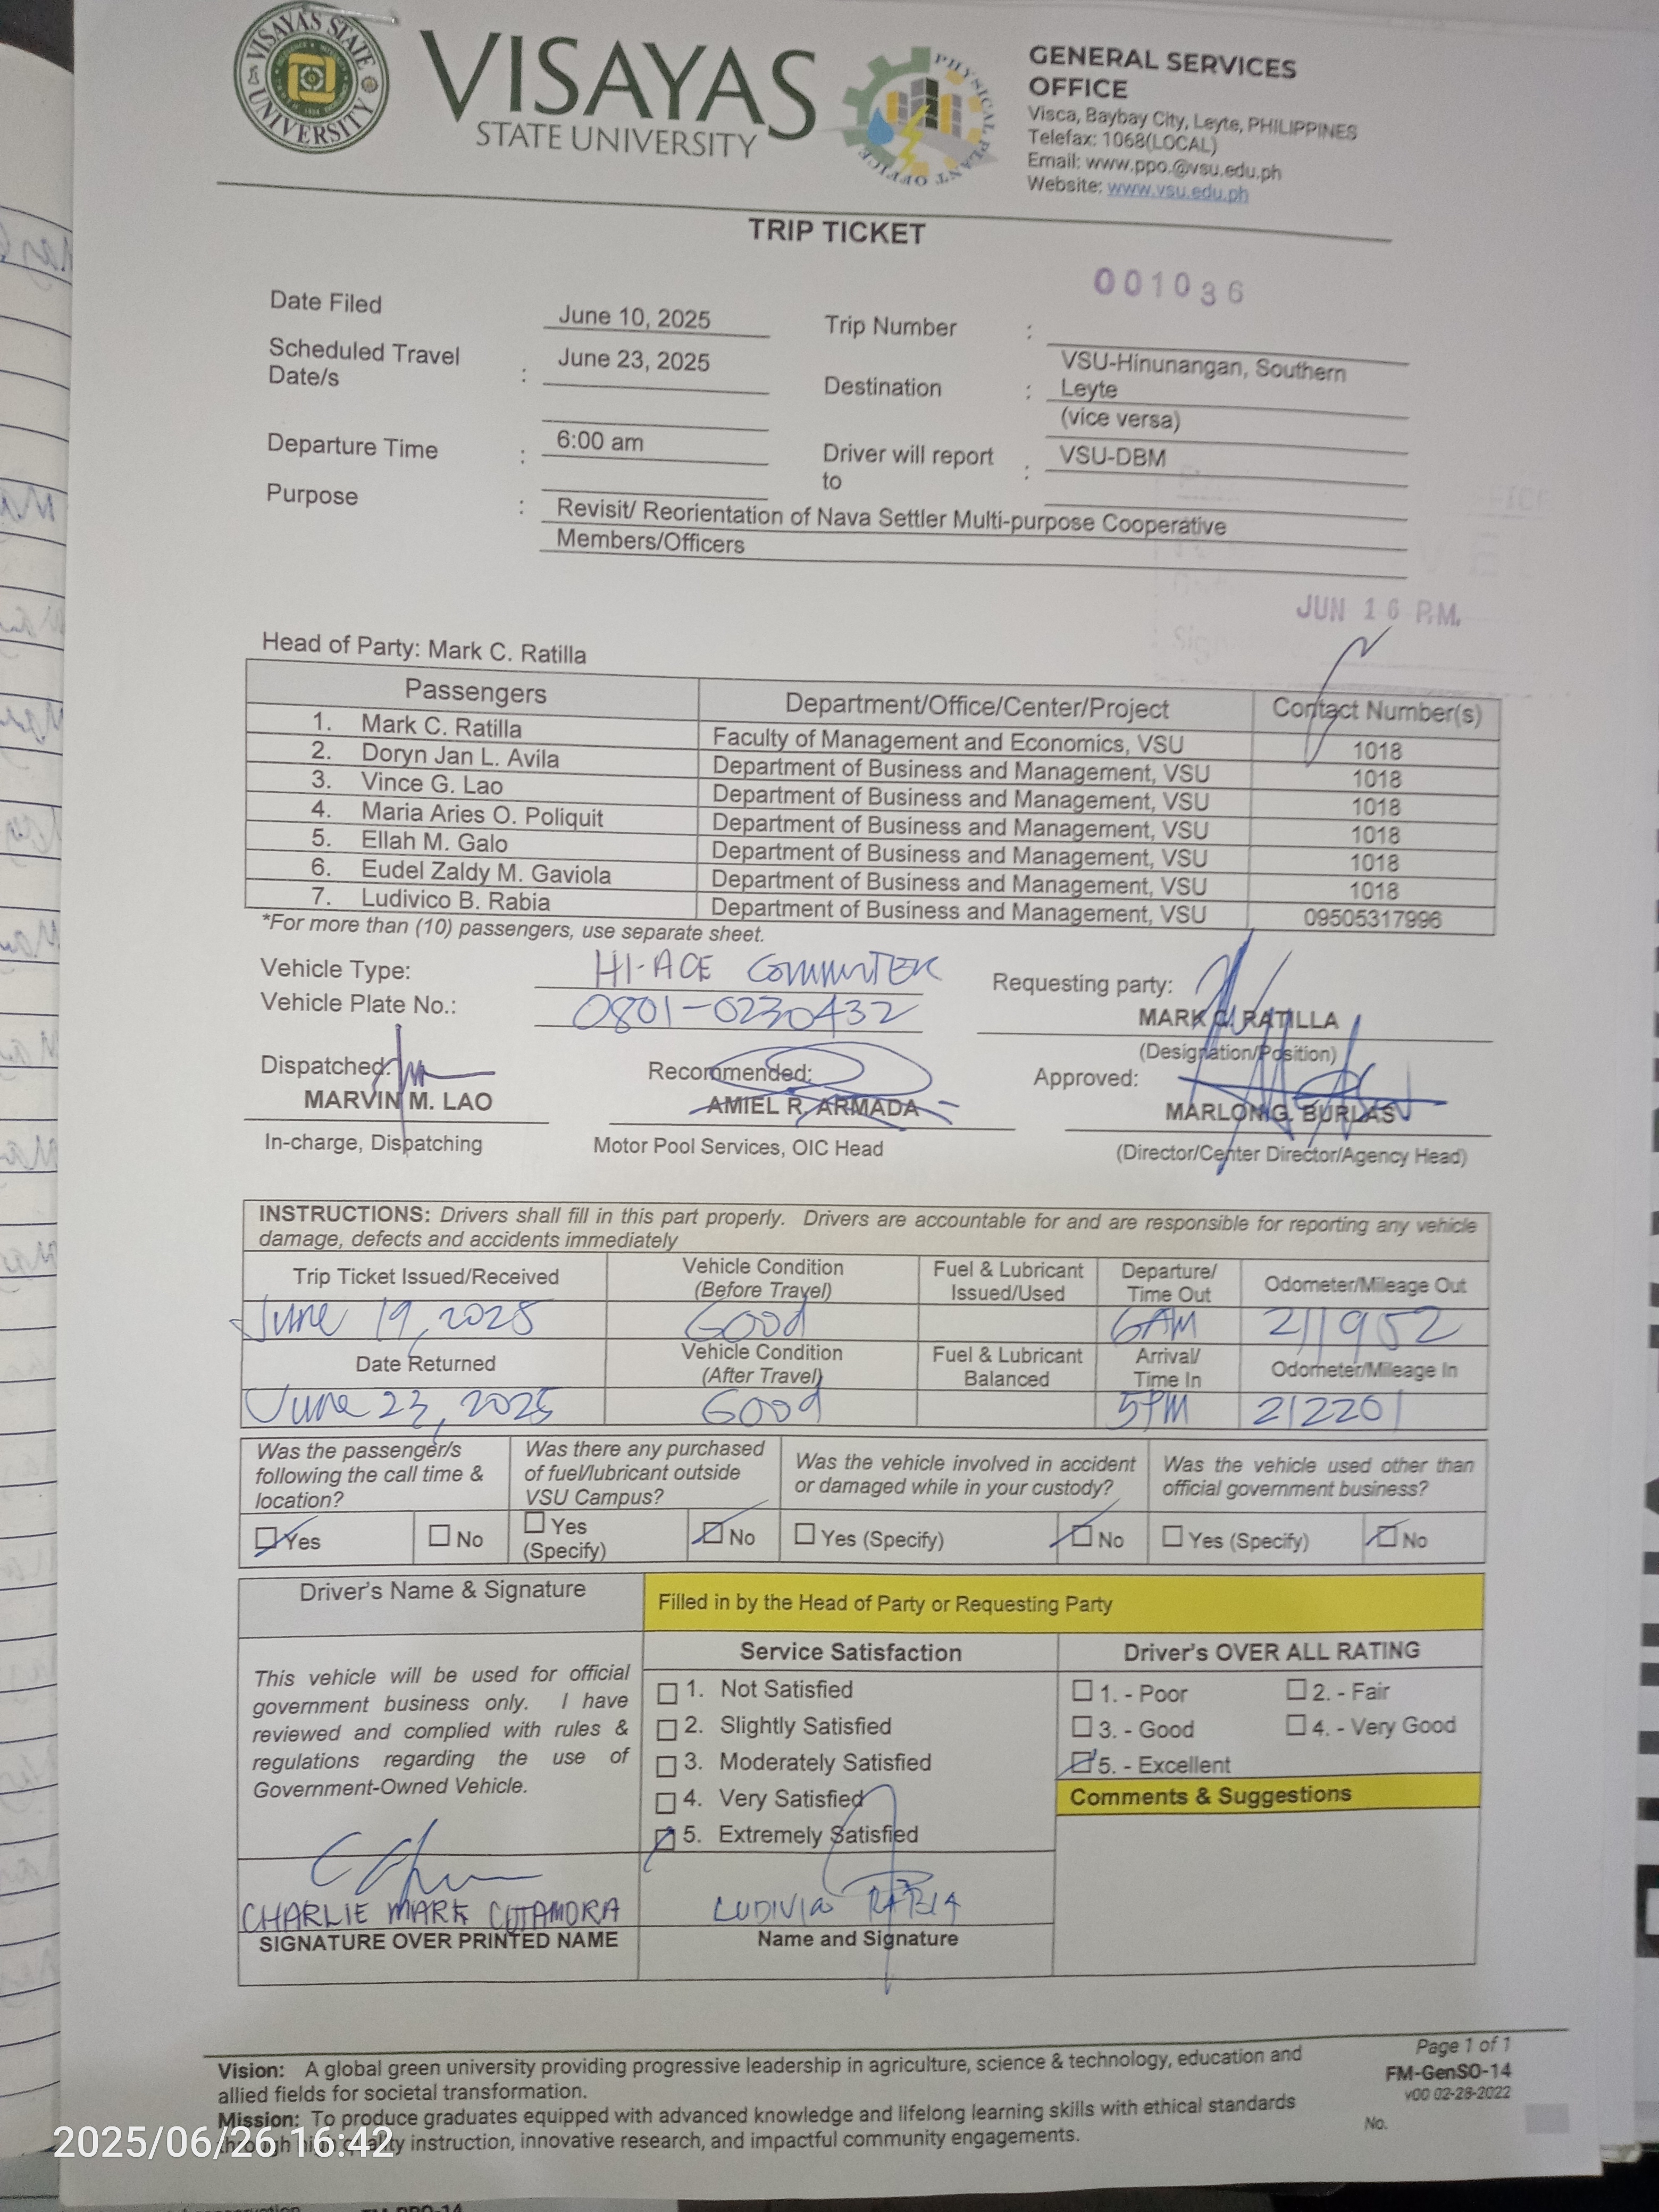 VISAYAS STATE UNIVERSITY
VISAYAS
STATE UNIVERSITY
PHYSICAL PLANT OFFICE
GENERAL SERVICES
OFFICE
Visca, Baybay City, Leyte, PHILIPPINES
Telefax: 1068(LOCAL)
Email: www.ppo.@vsu.edu.ph
Website: www.vsu.edu.ph
TRIP TICKET
001036
Date Filed June 10, 2025 Trip Number :
Scheduled Travel Date/s : June 23, 2025 Destination : VSU-Hinunangan, Southern Leyte
(vice versa)
Departure Time : 6:00 am Driver will report to : VSU-DBM
Purpose : Revisit/ Reorientation of Nava Settler Multi-purpose Cooperative
Members/Officers
JUN 16 P.M.
Head of Party: Mark C. Ratilla
Passengers Department/Office/Center/Project Contact Number(s)
1. Mark C. Ratilla Faculty of Management and Economics, VSU 1018
2. Doryn Jan L. Avila Department of Business and Management, VSU 1018
3. Vince G. Lao Department of Business and Management, VSU 1018
4. Maria Aries O. Poliquit Department of Business and Management, VSU 1018
5. Ellah M. Galo Department of Business and Management, VSU 1018
6. Eudel Zaldy M. Gaviola Department of Business and Management, VSU 1018
7. Ludivico B. Rabia Department of Business and Management, VSU 09505317996
*For more than (10) passengers, use separate sheet.
Vehicle Type: HI-ACE COMMUTER Requesting party:
Vehicle Plate No.: 0801-0230432 MARK C. RATILLA
(Designation/Position)
Dispatched: Recommended: Approved:
MARVIN M. LAO AMIEL R. ARMADA MARLON G. BURLAS
In-charge, Dispatching Motor Pool Services, OIC Head (Director/Center Director/Agency Head)
INSTRUCTIONS: Drivers shall fill in this part properly. Drivers are accountable for and are responsible for reporting any vehicle
damage, defects and accidents immediately
Trip Ticket Issued/Received Vehicle Condition (Before Travel) Fuel & Lubricant Issued/Used Departure/ Time Out Odometer/Mileage Out
June 19, 2025 Good 6AM 211952
Date Returned Vehicle Condition (After Travel) Fuel & Lubricant Balanced Arrival/ Time In Odometer/Mileage In
June 23, 2025 Good 5PM 212201
Was the passenger/s following the call time & location? Was there any purchased of fuel/lubricant outside VSU Campus? Was the vehicle involved in accident or damaged while in your custody? Was the vehicle used other than official government business?
Yes No Yes (Specify) No Yes (Specify) No Yes (Specify) No
Driver's Name & Signature Filled in by the Head of Party or Requesting Party
This vehicle will be used for official
government business only. I have
reviewed and complied with rules &
regulations regarding the use of
Government-Owned Vehicle.
Service Satisfaction
1. Not Satisfied
2. Slightly Satisfied
3. Moderately Satisfied
4. Very Satisfied
5. Extremely Satisfied
Driver's OVER ALL RATING
1. - Poor 2. - Fair
3. - Good 4. - Very Good
5. - Excellent
Comments & Suggestions
CHARLIE MARK COTAMORA
SIGNATURE OVER PRINTED NAME
RABIA
Name and Signature
Vision: A global green university providing progressive leadership in agriculture, science & technology, education and
allied fields for societal transformation.
Mission: To produce graduates equipped with advanced knowledge and lifelong learning skills with ethical standards
through high quality instruction, innovative research, and impactful community engagements.
Page 1 of 1
FM-GenSO-14
v00 02-28-2022
No.
2025/06/26 16:42